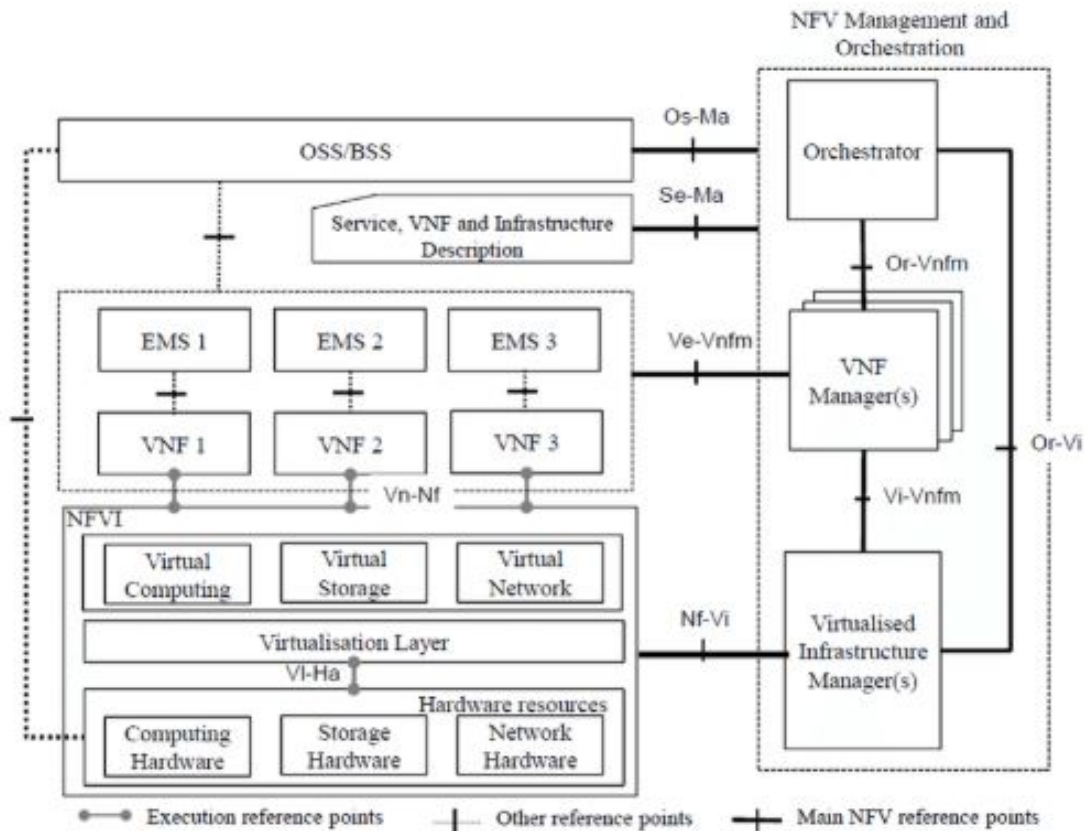 NFV Management and
Orchestration
Os-Ma
OSS/BSS
Orchestrator
Se-Ma
Service, VNF and Infrastructure
Description
Or-Vnfm
EMS 1
EMS 2
EMS 3
Ve-Vnfm
VNF
Manager(s)
VNF 1
VNF 2
VNF 3
Or-Vi
Vn-Nf
Vi-Vnfm
NFVI
Virtual
Computing
Virtual
Storage
Virtual
Network
Nf-Vi
Virtualisation Layer
Virtualised
Infrastructure
Manager(s)
Vl-Ha
Hardware resources
Computing
Hardware
Storage
Hardware
Network
Hardware
Execution reference points
Other reference points
Main NFV reference points